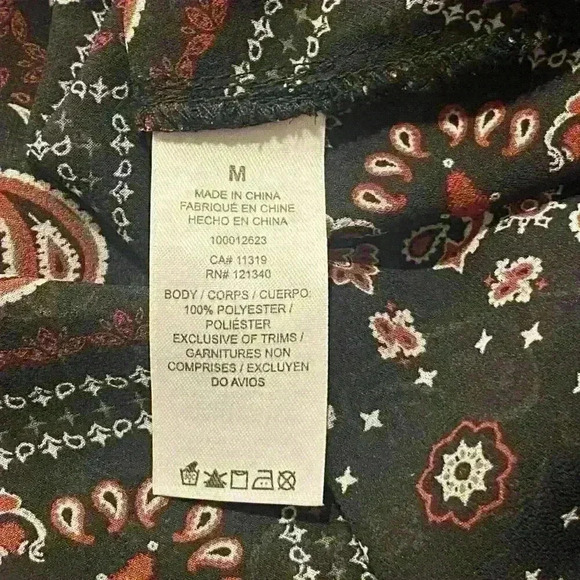 M
MADE IN CHINA
FABRIQUÉ EN CHINE
HECHO EN CHINA
100012623
CA# 11319
RN# 121340
BODY / CORPS / CUERPO:
100% POLYESTER /
POLIÉSTER
EXCLUSIVE OF TRIMS /
GARNITURES NON
COMPRISES / EXCLUYEN
DO AVIOS